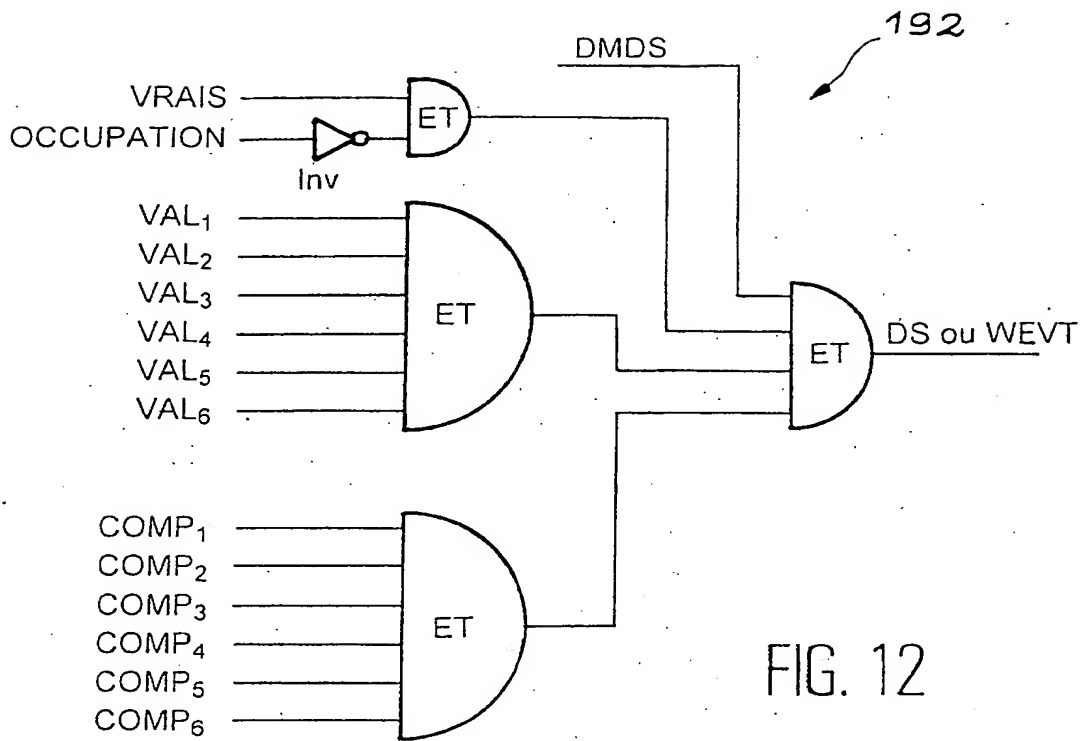 192
DMDS
VRAIS
ET
OCCUPATION
Inv
VAL₁
VAL₂
VAL₃
VAL₄
VAL₅
VAL₆
ET
ET
DS ou WEVT
COMP₁
COMP₂
COMP₃
COMP₄
COMP₅
COMP₆
ET
FIG. 12